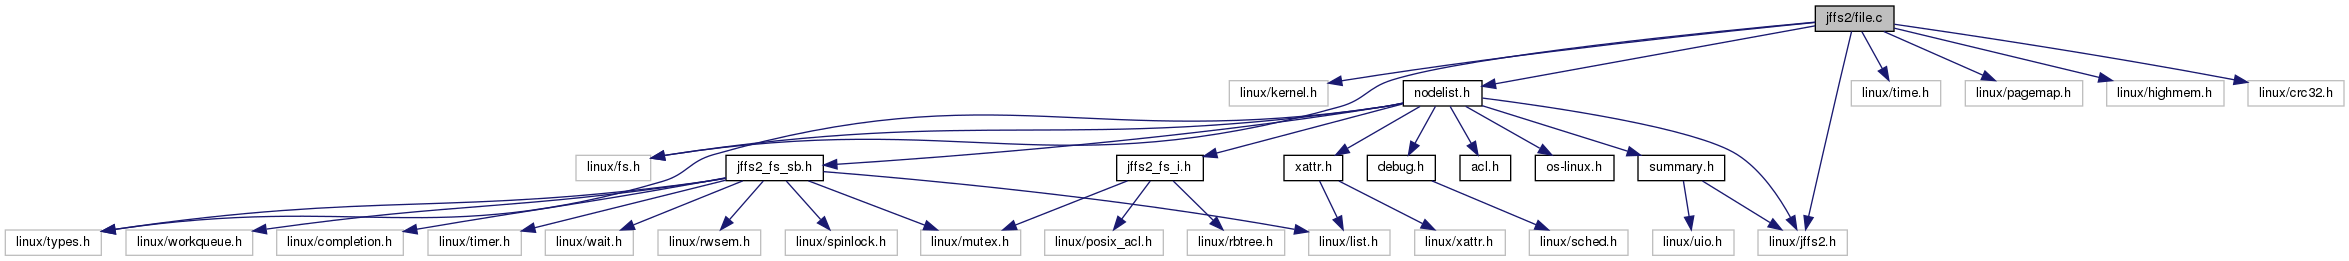 jffs2/file.c
linux/kernel.h
nodelist.h
linux/time.h
linux/pagemap.h
linux/highmem.h
linux/crc32.h
linux/fs.h
jffs2_fs_sb.h
jffs2_fs_i.h
xattr.h
debug.h
acl.h
os-linux.h
summary.h
linux/types.h
linux/workqueue.h
linux/completion.h
linux/timer.h
linux/wait.h
linux/rwsem.h
linux/spinlock.h
linux/mutex.h
linux/posix_acl.h
linux/rbtree.h
linux/list.h
linux/xattr.h
linux/sched.h
linux/uio.h
linux/jffs2.h